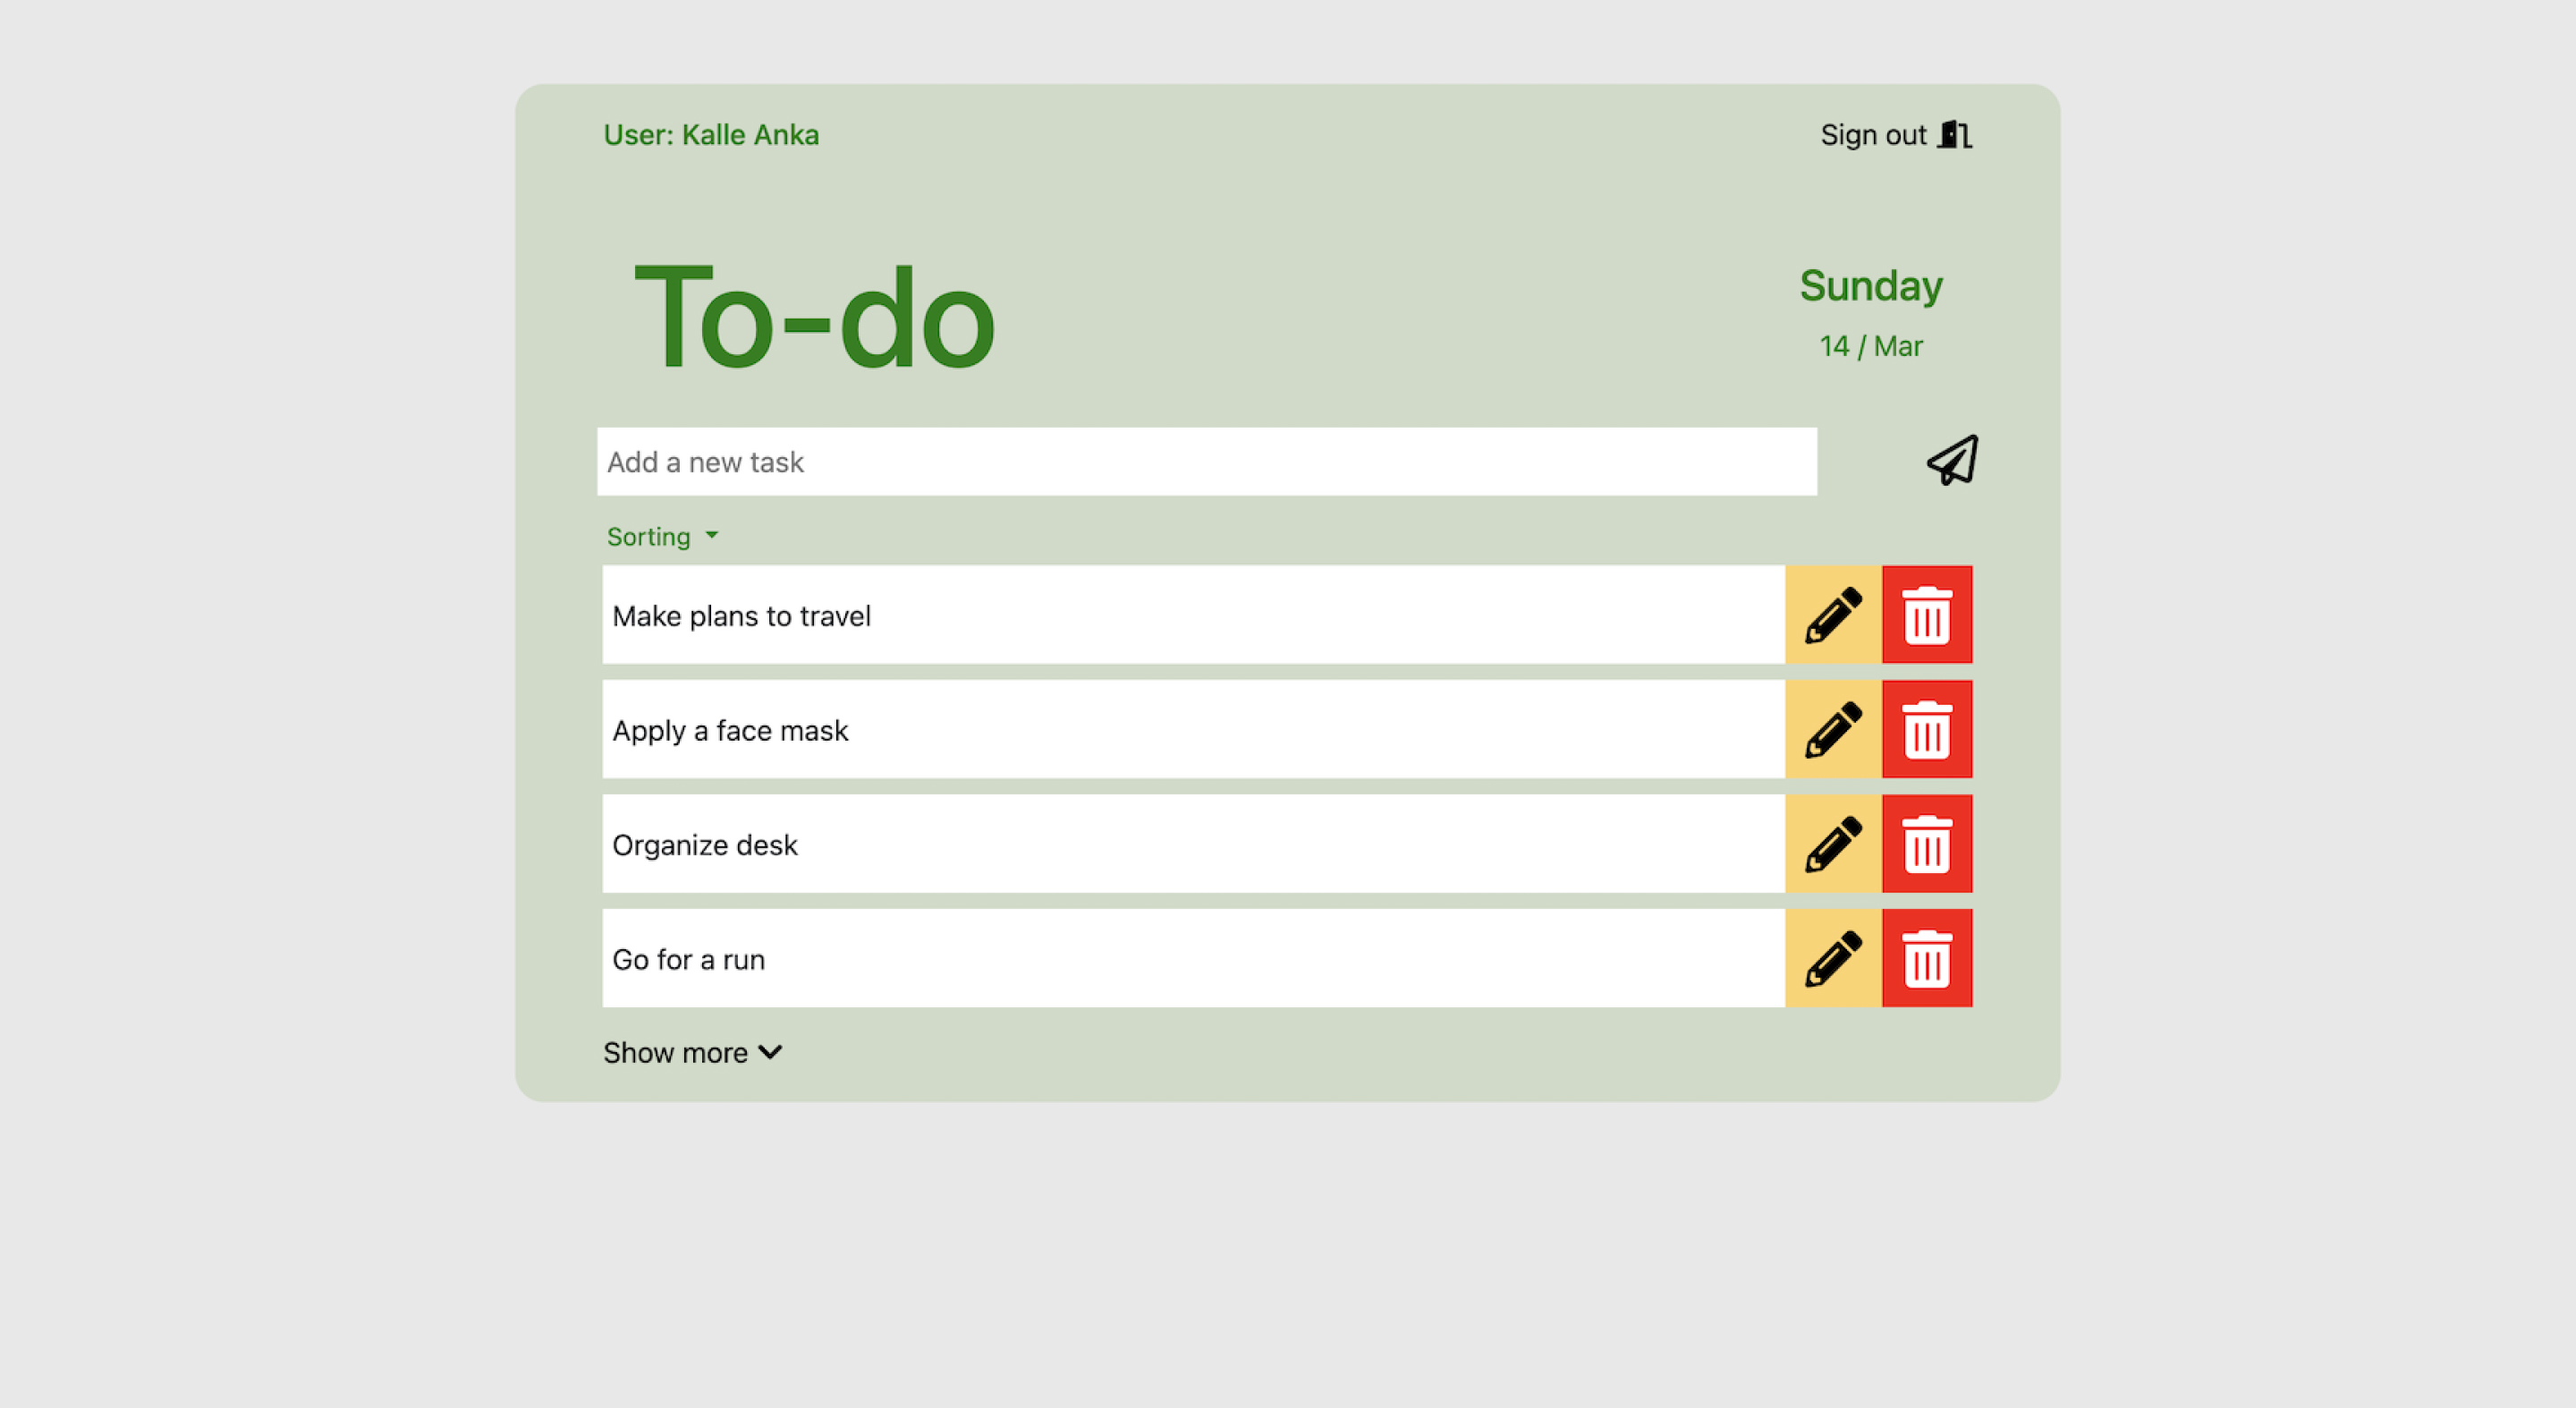 User: Kalle Anka
Sign out
To-do
Sunday
14 / Mar
Add a new task
Sorting
Make plans to travel
Apply a face mask
Organize desk
Go for a run
Show more